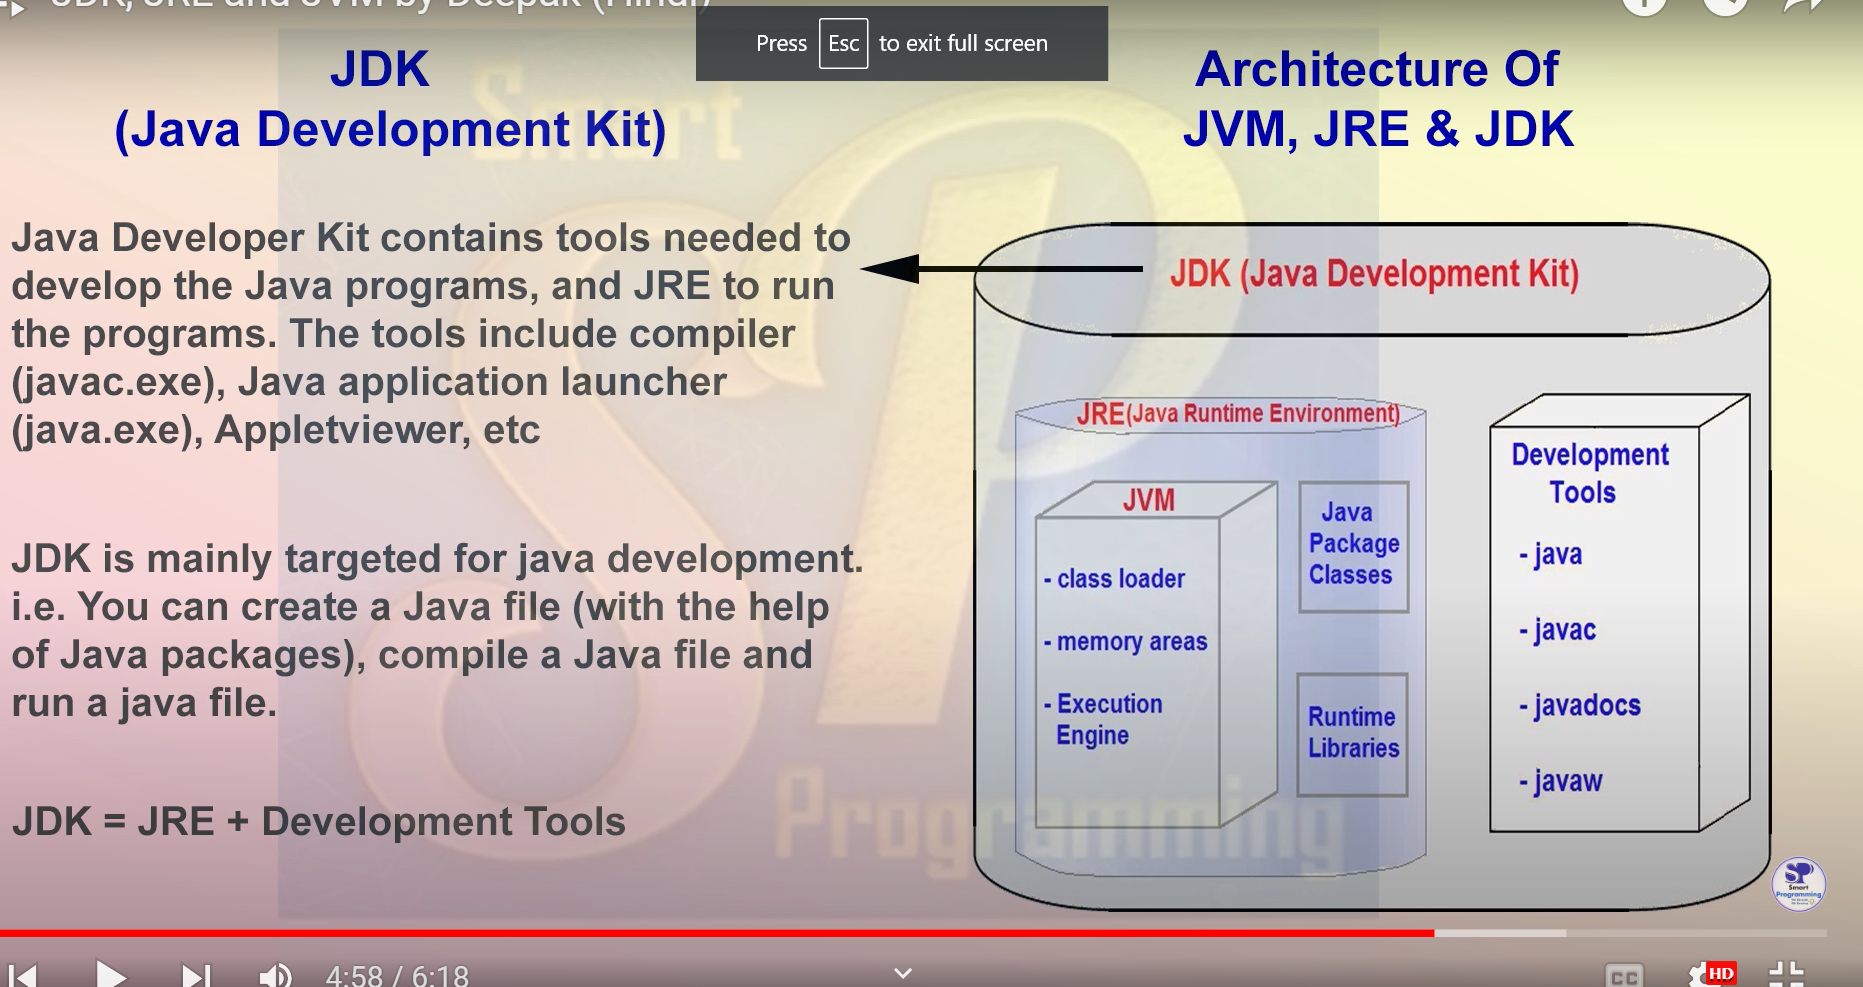 JDK, JRE and JVM by Deepak (Hindi)
Press Esc to exit full screen
JDK
(Java Development Kit)
Java Developer Kit contains tools needed to
develop the Java programs, and JRE to run
the programs. The tools include compiler
(javac.exe), Java application launcher
(java.exe), Appletviewer, etc
JDK is mainly targeted for java development.
i.e. You can create a Java file (with the help
of Java packages), compile a Java file and
run a java file.
JDK = JRE + Development Tools
Architecture Of
JVM, JRE & JDK
JDK (Java Development Kit)
JRE(Java Runtime Environment)
JVM
- class loader
- memory areas
- Execution
Engine
Java
Package
Classes
Runtime
Libraries
Development
Tools
- java
- javac
- javadocs
- javaw
Smart
SP
Programming
SP
Smart
Programming
4:58 / 6:18
CC
HD